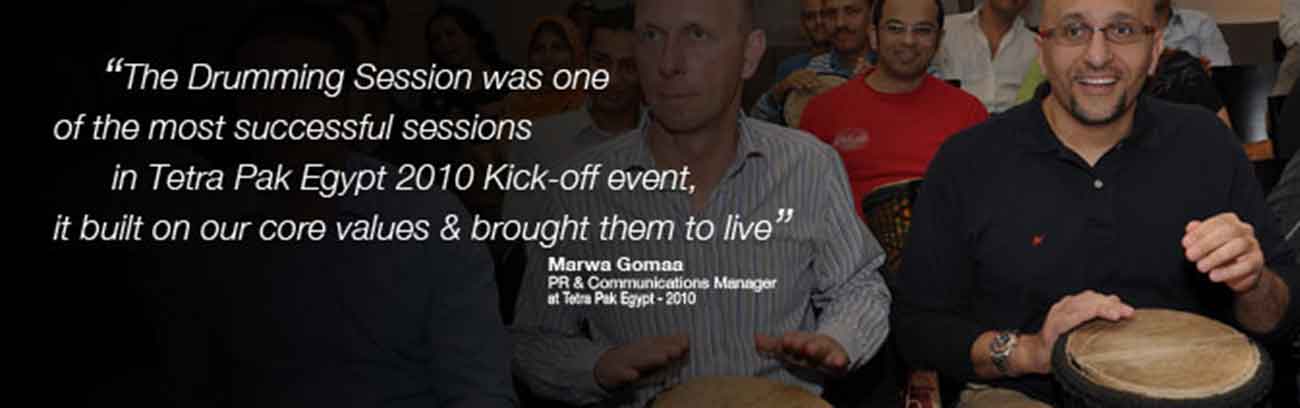 “The Drumming Session was one
of the most successful sessions
in Tetra Pak Egypt 2010 Kick-off event,
it built on our core values & brought them to live”
Marwa Gomaa
PR & Communications Manager
at Tetra Pak Egypt - 2010